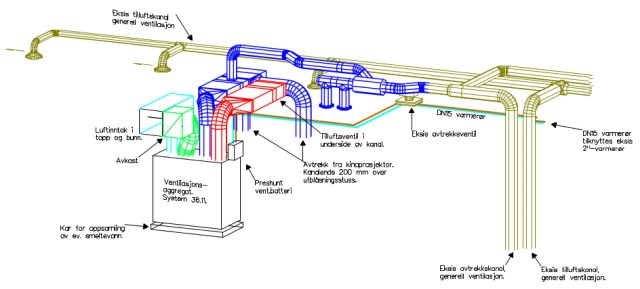 Eksis tilluftskanal
generell ventilasjon
Luftinntak i
topp og bunn.
Avkast
Ventilasjons-
aggregat.
System 36.11.
Kar for oppsamling
av ev. smeltevann.
Preshunt
vent.batteri
Avtrekk fra kinoprosjektor.
Kanalende 200 mm over
utblåsningsstuss.
Tilluftsventil i
underside av kanal.
Eksis avtrekksventil
DN15 varmerør
DN15 varmerør
tilknyttes eksis
2"-varmerør
Eksis avtrekkskanal,
generell ventilasjon.
Eksis tilluftskanal,
generell ventilasjon.